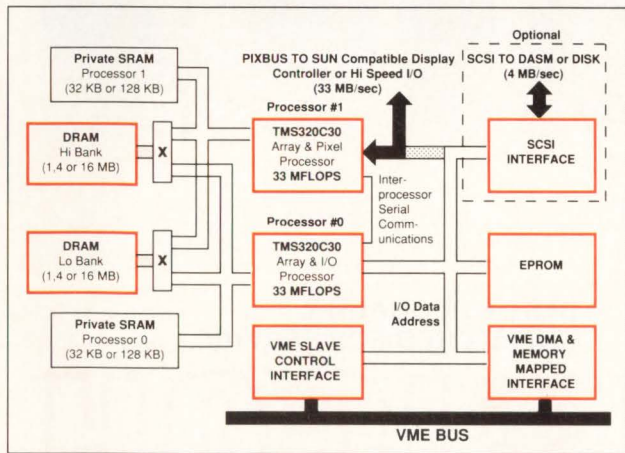 Optional
Private SRAM
Processor 1
(32 KB or 128 KB)
PIXBUS TO SUN Compatible Display
Controller or Hi Speed I/O
(33 MB/sec)
SCSI TO DASM or DISK
(4 MB/sec)
Processor #1
DRAM
Hi Bank
(1,4 or 16 MB)
X
TMS320C30
Array & Pixel
Processor
33 MFLOPS
SCSI
INTERFACE
Inter-
processor
Serial
Comm-
unications
Processor #0
DRAM
Lo Bank
(1,4 or 16 MB)
X
TMS320C30
Array & I/O
Processor
33 MFLOPS
EPROM
I/O Data
Address
Private SRAM
Processor 0
(32 KB or 128 KB)
VME SLAVE
CONTROL
INTERFACE
VME DMA &
MEMORY
MAPPED
INTERFACE
VME BUS